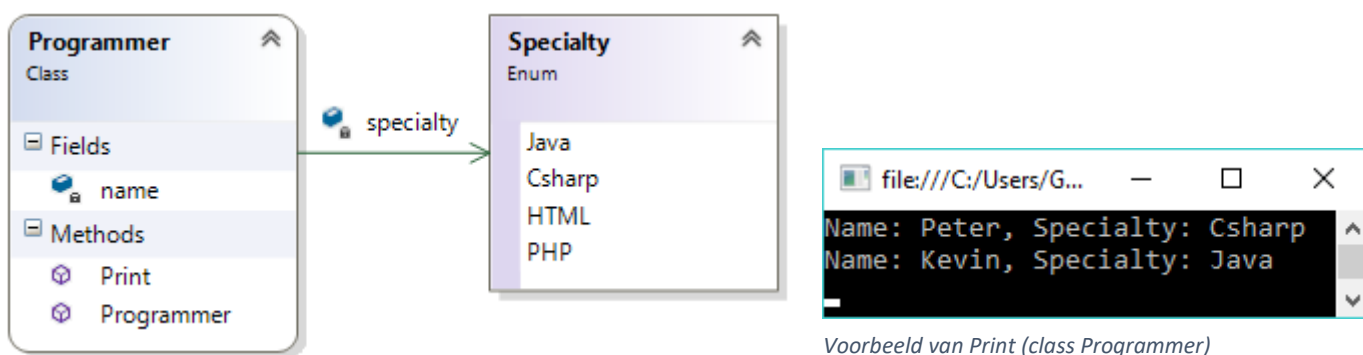 Programmer
Class
Fields
name
Methods
Print
Programmer
specialty
Specialty
Enum
Java
Csharp
HTML
PHP
file:///C:/Users/G...
Name: Peter, Specialty: Csharp
Name: Kevin, Specialty: Java
Voorbeeld van Print (class Programmer)